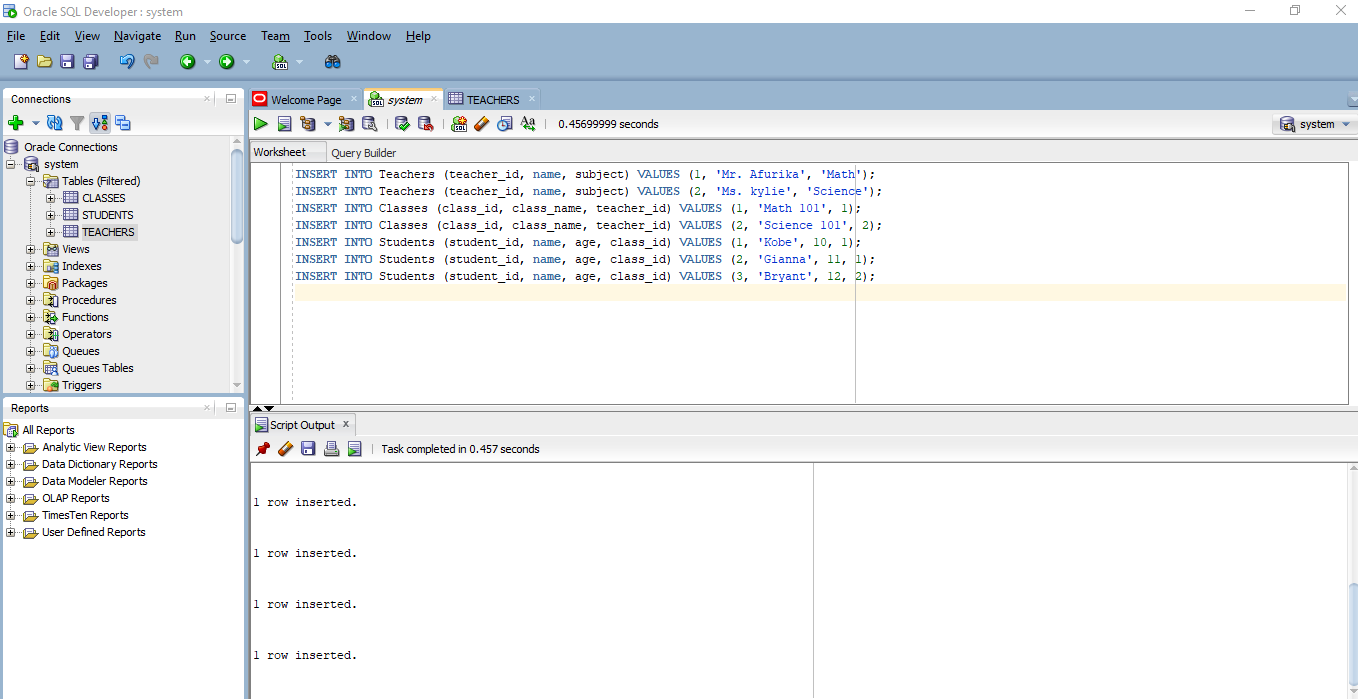 Oracle SQL Developer : system
File Edit View Navigate Run Source Team Tools Window Help
Connections
Oracle Connections
system
Tables (Filtered)
CLASSES
STUDENTS
TEACHERS
Views
Indexes
Packages
Procedures
Functions
Operators
Queues
Queues Tables
Triggers
Reports
All Reports
Analytic View Reports
Data Dictionary Reports
Data Modeler Reports
OLAP Reports
TimesTen Reports
User Defined Reports
Welcome Page system TEACHERS
0.45699999 seconds
system
Worksheet Query Builder
INSERT INTO Teachers (teacher_id, name, subject) VALUES (1, 'Mr. Afurika', 'Math');
INSERT INTO Teachers (teacher_id, name, subject) VALUES (2, 'Ms. kylie', 'Science');
INSERT INTO Classes (class_id, class_name, teacher_id) VALUES (1, 'Math 101', 1);
INSERT INTO Classes (class_id, class_name, teacher_id) VALUES (2, 'Science 101', 2);
INSERT INTO Students (student_id, name, age, class_id) VALUES (1, 'Kobe', 10, 1);
INSERT INTO Students (student_id, name, age, class_id) VALUES (2, 'Gianna', 11, 1);
INSERT INTO Students (student_id, name, age, class_id) VALUES (3, 'Bryant', 12, 2);
Script Output
Task completed in 0.457 seconds
1 row inserted.
1 row inserted.
1 row inserted.
1 row inserted.